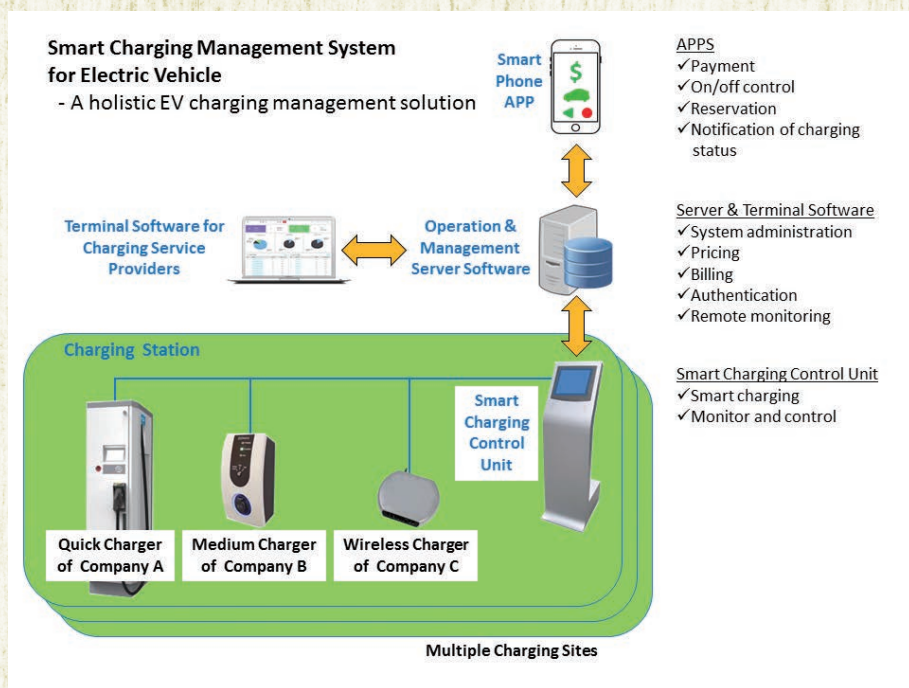 Smart Charging Management System
for Electric Vehicle
- A holistic EV charging management solution
Smart
Phone
APP
$
APPS
✓Payment
✓On/off control
✓Reservation
✓Notification of charging
status
Terminal Software for
Charging Service
Providers
Operation &
Management
Server Software
Server & Terminal Software
✓System administration
✓Pricing
✓Billing
✓Authentication
✓Remote monitoring
Charging Station
Smart
Charging
Control
Unit
Smart Charging Control Unit
✓Smart charging
✓Monitor and control
Quick Charger
of Company A
Medium Charger
of Company B
Wireless Charger
of Company C
Multiple Charging Sites